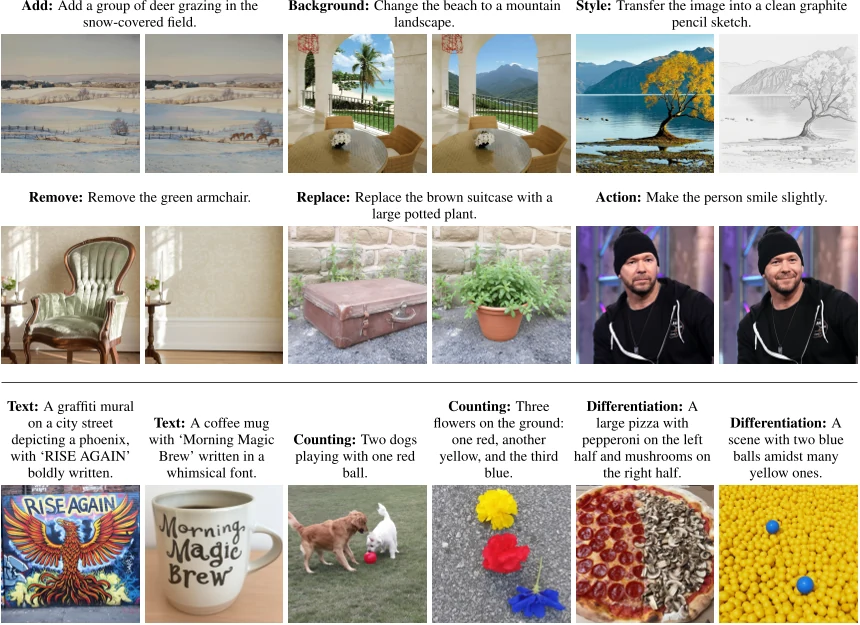 Add: Add a group of deer grazing in the
snow-covered field.
Background: Change the beach to a mountain
landscape.
Style: Transfer the image into a clean graphite
pencil sketch.
Remove: Remove the green armchair.
Replace: Replace the brown suitcase with a
large potted plant.
Action: Make the person smile slightly.
Text: A graffiti mural
on a city street
depicting a phoenix,
with ‘RISE AGAIN’
boldly written.
Text: A coffee mug
with ‘Morning Magic
Brew’ written in a
whimsical font.
Counting: Two dogs
playing with one red
ball.
Counting: Three
flowers on the ground:
one red, another
yellow, and the third
blue.
Differentiation: A
large pizza with
pepperoni on the left
half and mushrooms on
the right half.
Differentiation: A
scene with two blue
balls amidst many
yellow ones.
RISE AGAIN
Morning
Magic
Brew